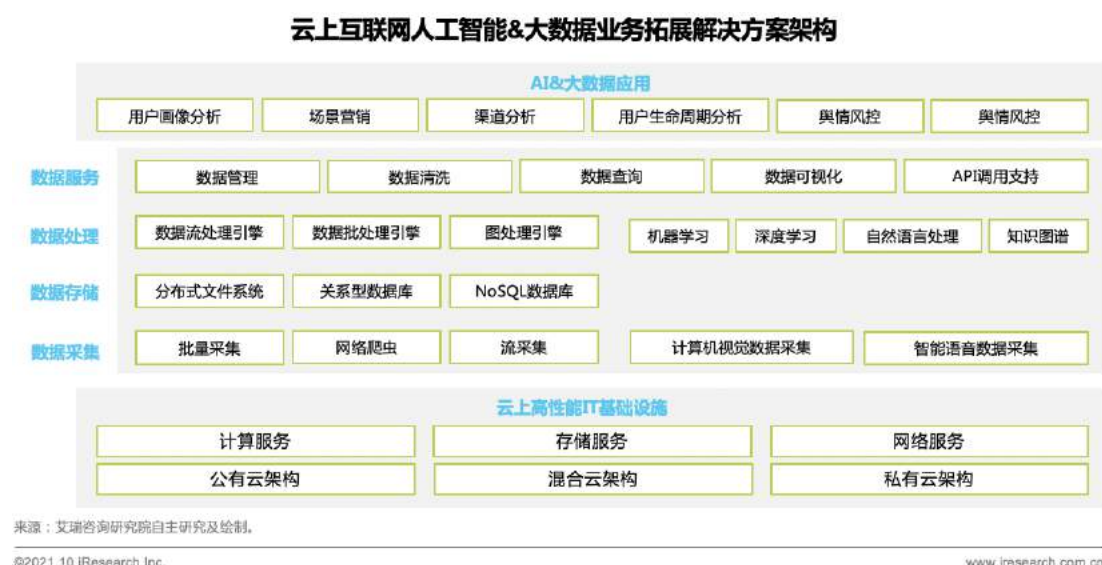 云上互联网人工智能&大数据业务拓展解决方案架构
AI&大数据应用
用户画像分析 场景营销 渠道分析 用户生命周期分析 舆情风控 舆情风控
数据服务 数据管理 数据清洗 数据查询 数据可视化 API调用支持
数据处理 数据流处理引擎 数据批处理引擎 图处理引擎 机器学习 深度学习 自然语言处理 知识图谱
数据存储 分布式文件系统 关系型数据库 NoSQL数据库
数据采集 批量采集 网络爬虫 流采集 计算机视觉数据采集 智能语音数据采集
云上高性能IT基础设施
计算服务 存储服务 网络服务
公有云架构 混合云架构 私有云架构
来源：艾瑞咨询研究院自主研究及绘制。
©2021.10 iResearch Inc. www.iresearch.com.cn